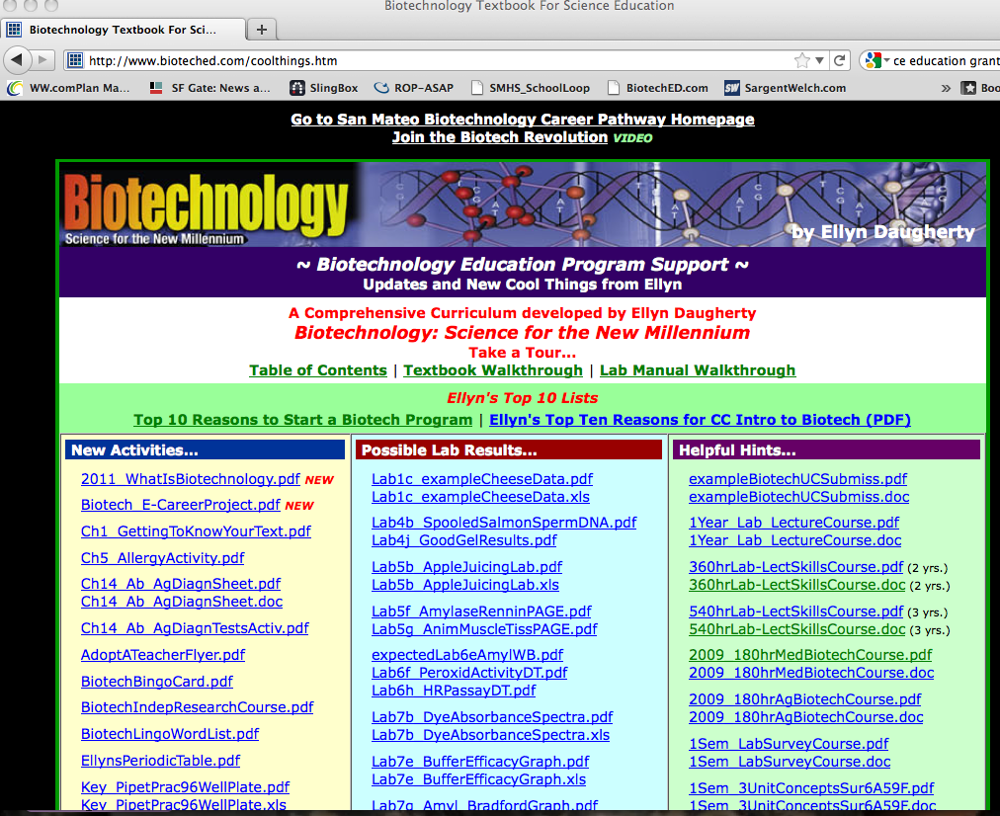 Biotechnology Textbook For Science Education
Biotechnology Textbook For Sci...
http://www.bioteched.com/coolthings.htm
ce education grant
WW.comPlan Ma...
SF Gate: News a...
SlingBox
ROP-ASAP
SMHS_SchoolLoop
BiotechED.com
SW SargentWelch.com
» Boo
Go to San Mateo Biotechnology Career Pathway Homepage
Join the Biotech Revolution VIDEO
Biotechnology
Science for the New Millennium
by Ellyn Daugherty
~ Biotechnology Education Program Support ~
Updates and New Cool Things from Ellyn
A Comprehensive Curriculum developed by Ellyn Daugherty
Biotechnology: Science for the New Millennium
Take a Tour...
Table of Contents | Textbook Walkthrough | Lab Manual Walkthrough
Ellyn's Top 10 Lists
Top 10 Reasons to Start a Biotech Program | Ellyn's Top Ten Reasons for CC Intro to Biotech (PDF)
New Activities...
2011_WhatIsBiotechnology.pdf NEW
Biotech_E-CareerProject.pdf NEW
Ch1_GettingToKnowYourText.pdf
Ch5_AllergyActivity.pdf
Ch14_Ab_AgDiagnSheet.pdf
Ch14_Ab_AgDiagnSheet.doc
Ch14_Ab_AgDiagnTestsActiv.pdf
AdoptATeacherFlyer.pdf
BiotechBingoCard.pdf
BiotechIndepResearchCourse.pdf
BiotechLingoWordList.pdf
EllynsPeriodicTable.pdf
Key_PipetPrac96WellPlate.pdf
Key_PipetPrac96WellPlate.xls
Possible Lab Results...
Lab1c_exampleCheeseData.pdf
Lab1c_exampleCheeseData.xls
Lab4b_SpooledSalmonSpermDNA.pdf
Lab4j_GoodGelResults.pdf
Lab5b_AppleJuicingLab.pdf
Lab5b_AppleJuicingLab.xls
Lab5f_AmylaseRenninPAGE.pdf
Lab5g_AnimMuscleTissPAGE.pdf
expectedLab6eAmylWB.pdf
Lab6f_PeroxidActivityDT.pdf
Lab6h_HRPassayDT.pdf
Lab7b_DyeAbsorbanceSpectra.pdf
Lab7b_DyeAbsorbanceSpectra.xls
Lab7e_BufferEfficacyGraph.pdf
Lab7e_BufferEfficacyGraph.xls
Lab7g_Amyl_BradfordGraph.pdf
Helpful Hints...
exampleBiotechUCSubmiss.pdf
exampleBiotechUCSubmiss.doc
1Year_Lab_LectureCourse.pdf
1Year_Lab_LectureCourse.doc
360hrLab-LectSkillsCourse.pdf (2 yrs.)
360hrLab-LectSkillsCourse.doc (2 yrs.)
540hrLab-LectSkillsCourse.pdf (3 yrs.)
540hrLab-LectSkillsCourse.doc (3 yrs.)
2009_180hrMedBiotechCourse.pdf
2009_180hrMedBiotechCourse.doc
2009_180hrAgBiotechCourse.pdf
2009_180hrAgBiotechCourse.doc
1Sem_LabSurveyCourse.pdf
1Sem_LabSurveyCourse.doc
1Sem_3UnitConceptsSur6A59F.pdf
1Sem_3UnitConceptsSur6A59F.doc